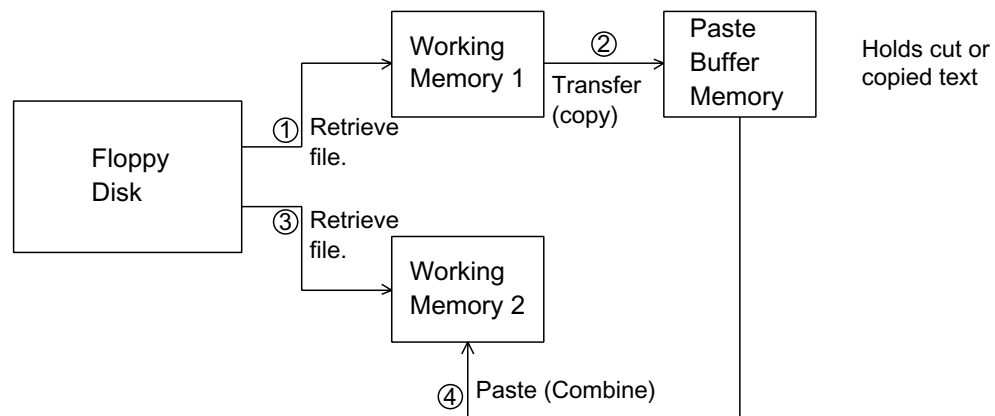 Floppy
Disk
① Retrieve
file.
Working
Memory 1
②
Transfer
(copy)
Paste
Buffer
Memory
Holds cut or
copied text
③ Retrieve
file.
Working
Memory 2
④ Paste (Combine)